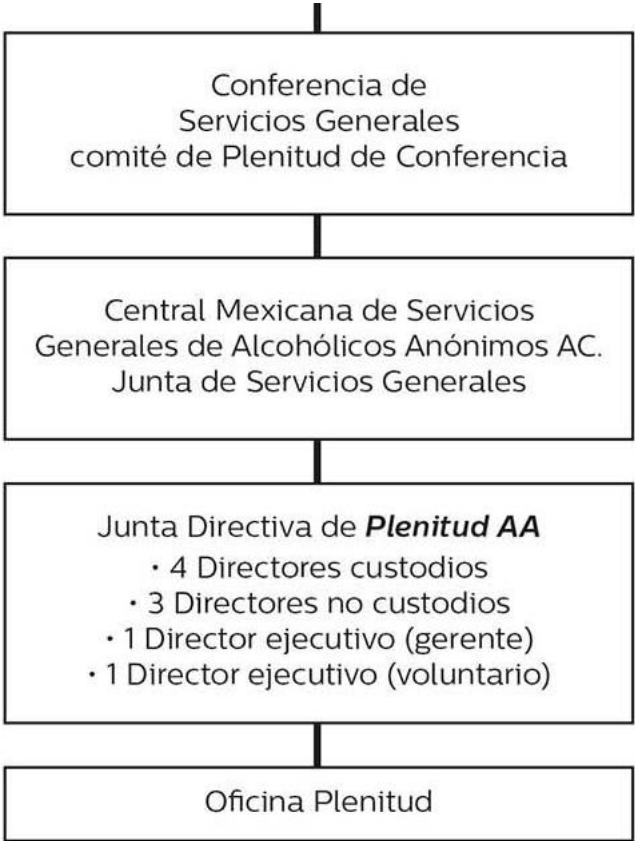 Conferencia de
Servicios Generales
comité de Plenitud de Conferencia
Central Mexicana de Servicios
Generales de Alcohólicos Anónimos AC.
Junta de Servicios Generales
Junta Directiva de Plenitud AA
· 4 Directores custodios
· 3 Directores no custodios
· 1 Director ejecutivo (gerente)
· 1 Director ejecutivo (voluntario)
Oficina Plenitud